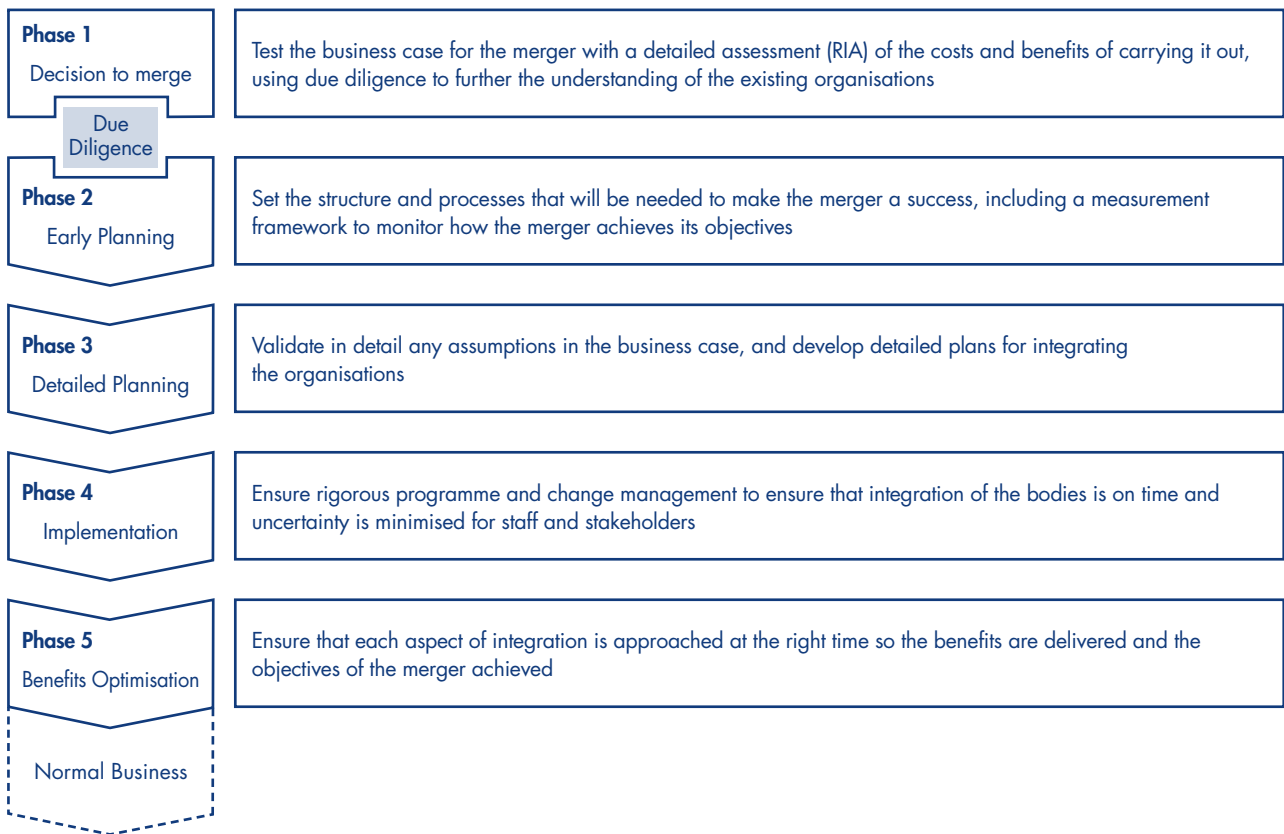 Phase 1
Decision to merge
Test the business case for the merger with a detailed assessment (RIA) of the costs and benefits of carrying it out,
using due diligence to further the understanding of the existing organisations
Due
Diligence
Phase 2
Early Planning
Set the structure and processes that will be needed to make the merger a success, including a measurement
framework to monitor how the merger achieves its objectives
Phase 3
Detailed Planning
Validate in detail any assumptions in the business case, and develop detailed plans for integrating
the organisations
Phase 4
Implementation
Ensure rigorous programme and change management to ensure that integration of the bodies is on time and
uncertainty is minimised for staff and stakeholders
Phase 5
Benefits Optimisation
Ensure that each aspect of integration is approached at the right time so the benefits are delivered and the
objectives of the merger achieved
Normal Business